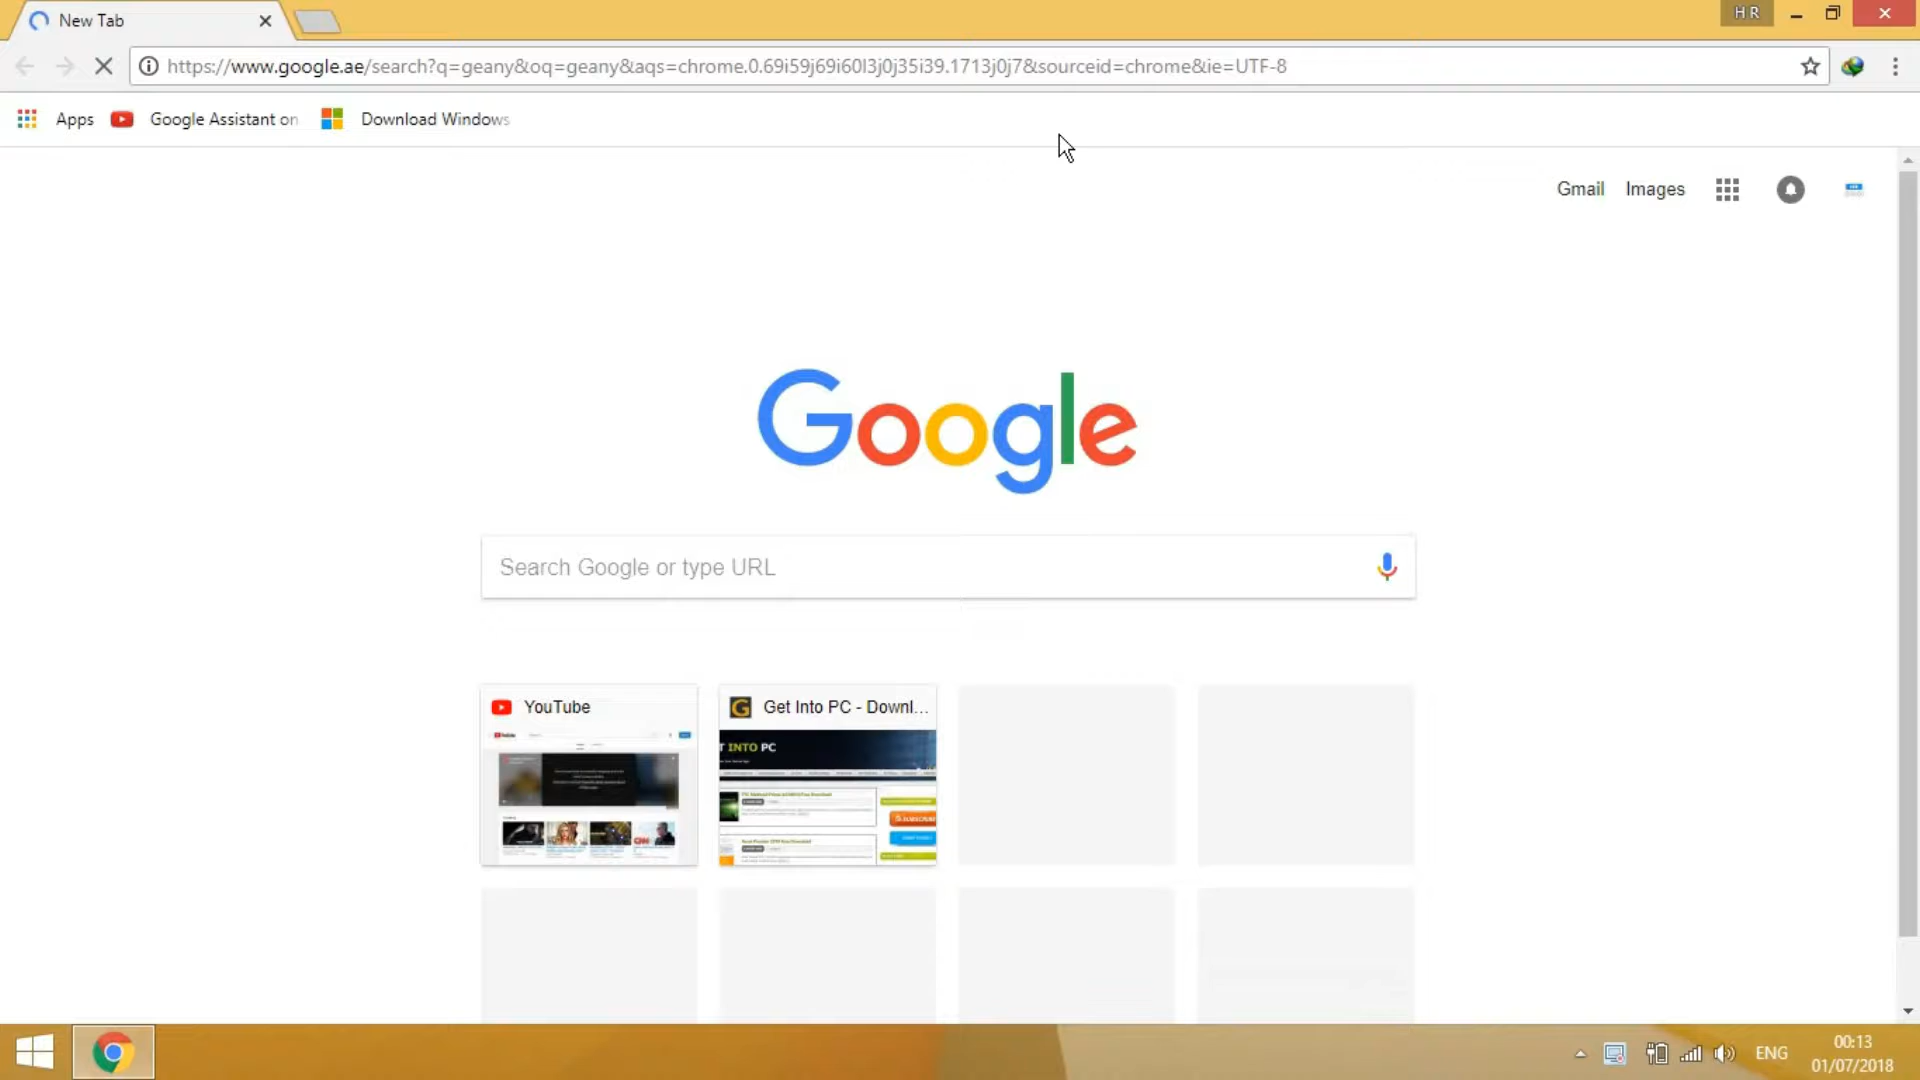 New Tab
HR
https://www.google.ae/search?q=geany&oq=geany&aqs=chrome.0.69i59j69i60l3j0j35i39.1713j0j7&sourceid=chrome&ie=UTF-8
Apps
Google Assistant on
Download Windows
Gmail
Images
Google
Search Google or type URL
YouTube
Get Into PC - Downl...
T INTO PC
ENG
00:13
01/07/2018